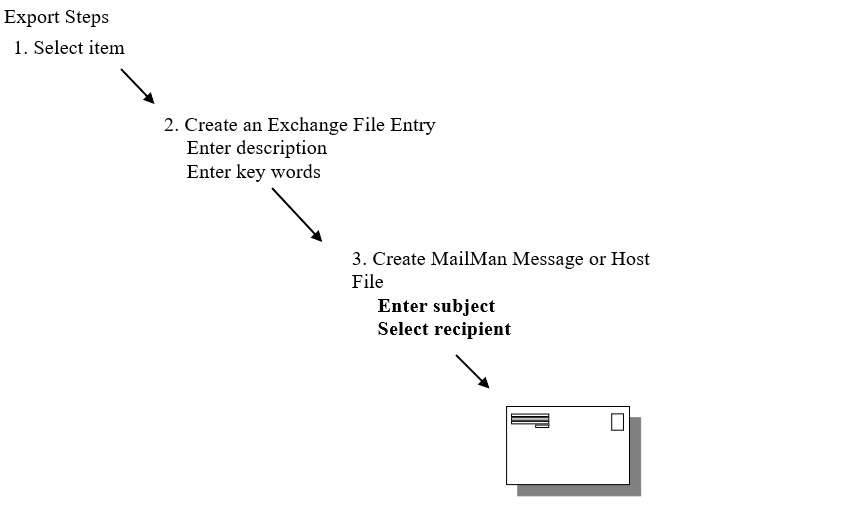 Export Steps
1. Select item
2. Create an Exchange File Entry
Enter description
Enter key words
3. Create MailMan Message or Host
File
Enter subject
Select recipient